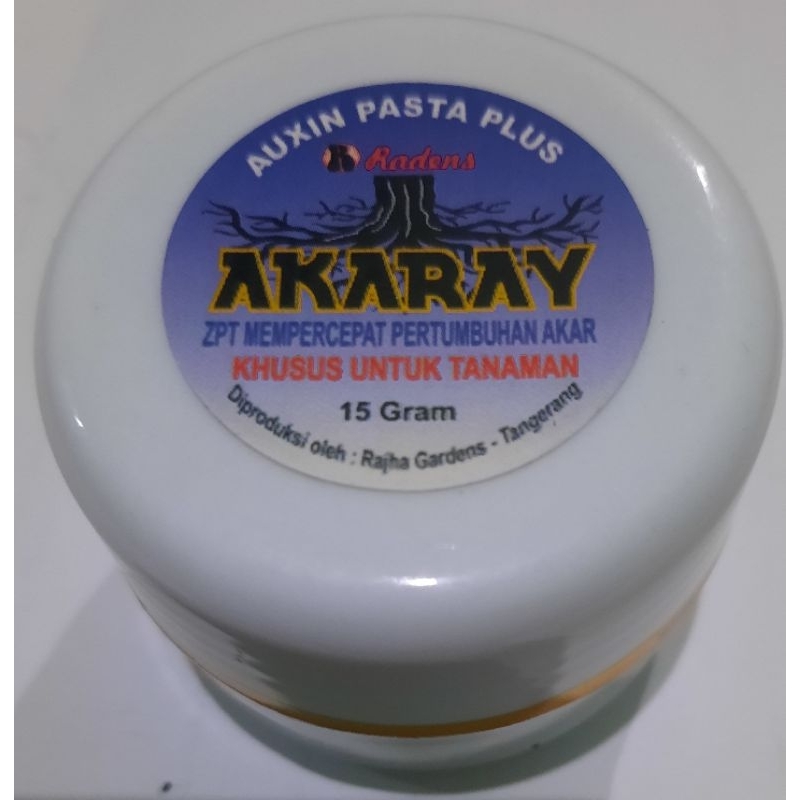 AUXIN PASTA PLUS
R Radens
AKARAY
ZPT MEMPERCEPAT PERTUMBUHAN AKAR
KHUSUS UNTUK TANAMAN
15 Gram
Diproduksi oleh : Rajha Gardens - Tangerang